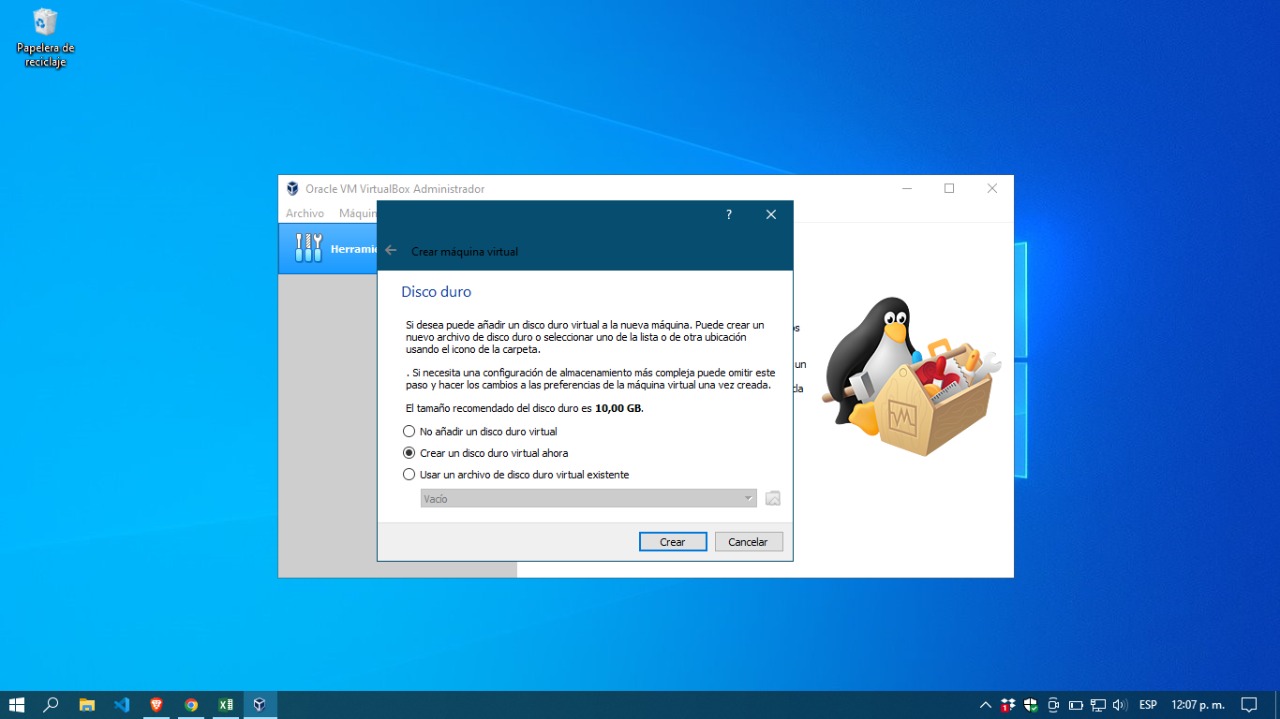 Papelera de
reciclaje
Oracle VM VirtualBox Administrador
Archivo
?
Crear máquina virtual
Disco duro
Si desea puede añadir un disco duro virtual a la nueva máquina. Puede crear un
nuevo archivo de disco duro o seleccionar uno de la lista o de otra ubicación
usando el icono de la carpeta.
. Si necesita una configuración de almacenamiento más compleja puede omitir este
paso y hacer los cambios a las preferencias de la máquina virtual una vez creada.
un
El tamaño recomendado del disco duro es 10,00 GB.
No añadir un disco duro virtual
Crear un disco duro virtual ahora
Usar un archivo de disco duro virtual existente
Vacío
Crear Cancelar
1 ESP 12:07 p. m.